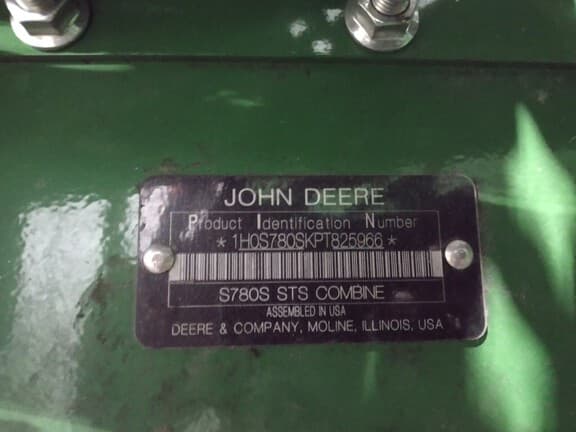 JOHN DEERE
Product Identification Number
*1H0S780SKPT825966*
S780S STS COMBINE
ASSEMBLED IN USA
DEERE & COMPANY, MOLINE, ILLINOIS, USA